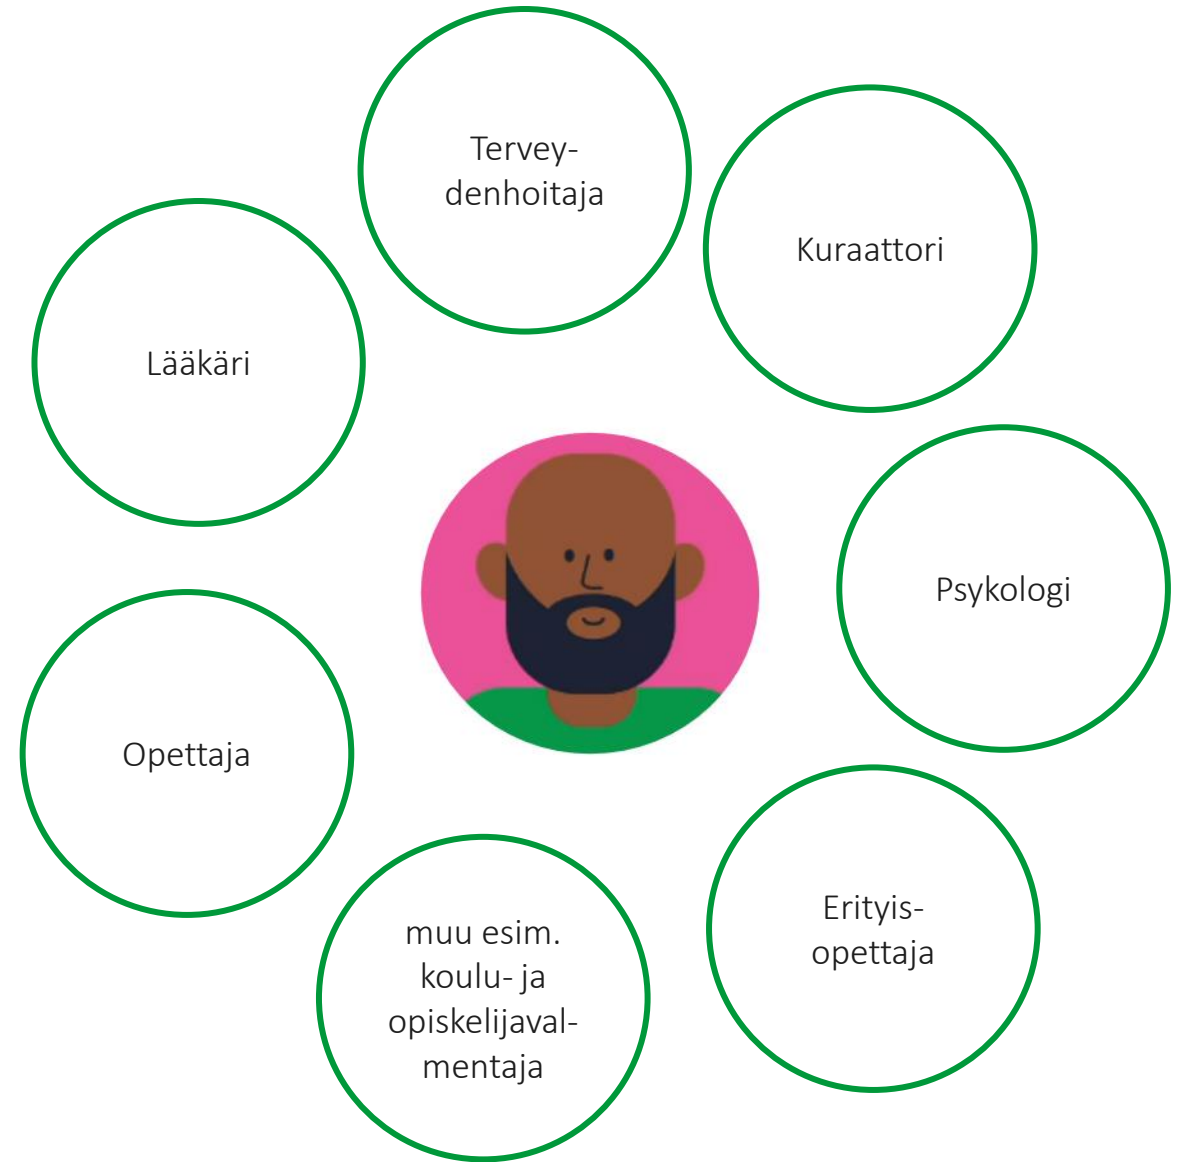 Tervey-
denhoitaja
Kuraattori
Lääkäri
Psykologi
Opettaja
Erityis-
opettaja
muu esim.
koulu- ja
opiskelijaval-
mentaja